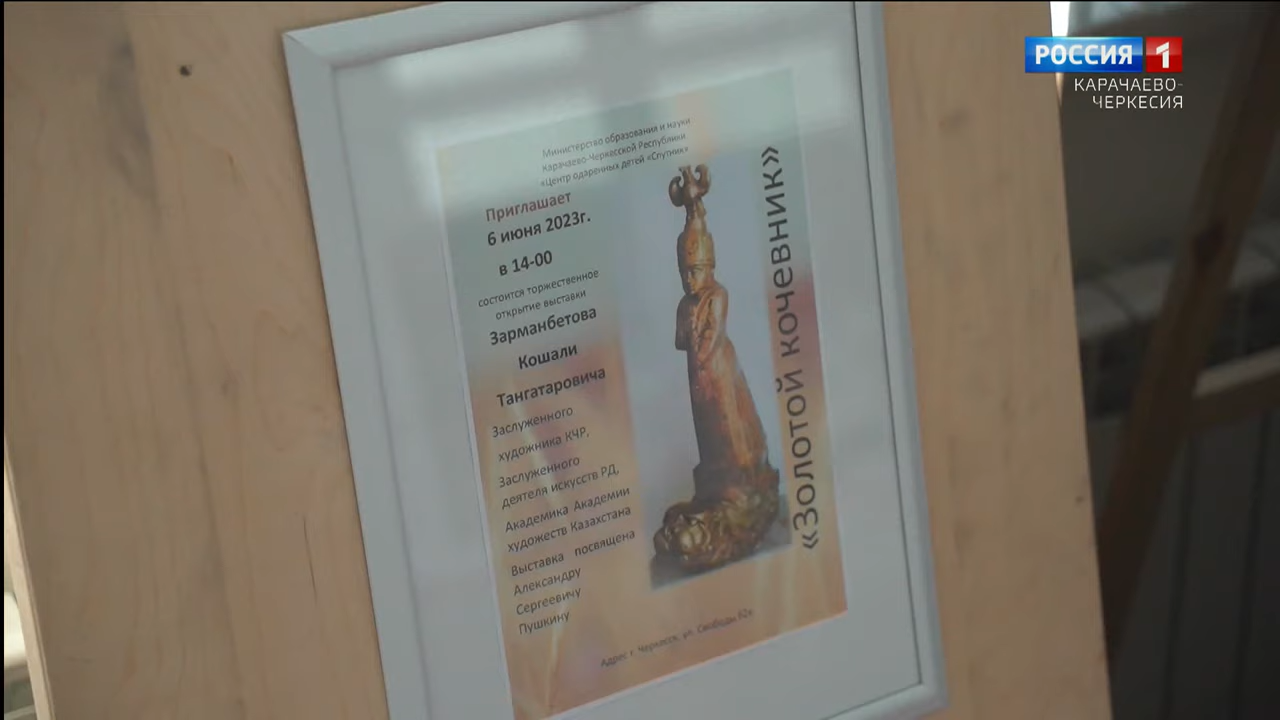 РОССИЯ 1
КАРАЧАЕВО-
ЧЕРКЕСИЯ
Министерство образования и науки
Карачаево-Черкесской Республики
«Центр одаренных детей «Спутник»
Приглашает
6 июня 2023г.
в 14-00
состоится торжественное
открытие выставки
Зарманбетова
Кошали
Тангатаровича
Заслуженного
художника КЧР,
Заслуженного
деятеля искусств РД,
Академика Академии
художеств Казахстана
Выставка посвящена
Александру
Сергеевичу
Пушкину
«Золотой кочевник»
Адрес г. Черкесск, ул. Свободы